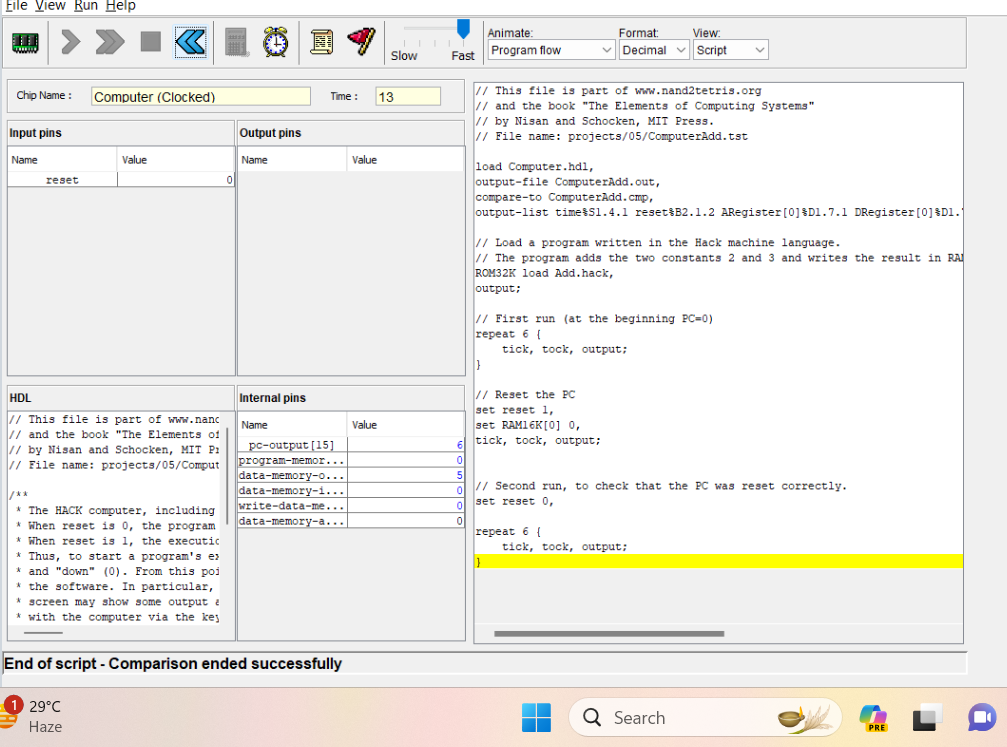 File View Run Help
Animate:
Program flow
Format:
Decimal
View:
Script
Slow
Fast
Chip Name :
Computer (Clocked)
Time :
13
Input pins
Name
Value
reset
0
Output pins
Name
Value
HDL
// This file is part of www.nand
// and the book "The Elements of
// by Nisan and Schocken, MIT Pr
// File name: projects/05/Comput
/**
* The HACK computer, including
* When reset is 0, the program
* When reset is 1, the executio
* Thus, to start a program's ex
* and "down" (0). From this poi
* the software. In particular,
* screen may show some output a
* with the computer via the key
Internal pins
Name
Value
pc-output[15]
6
program-memor...
0
data-memory-o...
5
data-memory-i...
0
write-data-me...
0
data-memory-a...
0
// This file is part of www.nand2tetris.org
// and the book "The Elements of Computing Systems"
// by Nisan and Schocken, MIT Press.
// File name: projects/05/ComputerAdd.tst
load Computer.hdl,
output-file ComputerAdd.out,
compare-to ComputerAdd.cmp,
output-list time%S1.4.1 reset%B2.1.2 ARegister[0]%D1.7.1 DRegister[0]%D1.
// Load a program written in the Hack machine language.
// The program adds the two constants 2 and 3 and writes the result in RAM
ROM32K load Add.hack,
output;
// First run (at the beginning PC=0)
repeat 6 {
tick, tock, output;
}
// Reset the PC
set reset 1,
set RAM16K[0] 0,
tick, tock, output;
// Second run, to check that the PC was reset correctly.
set reset 0,
repeat 6 {
tick, tock, output;
}
End of script - Comparison ended successfully
1
29°C
Haze
Search
PRE